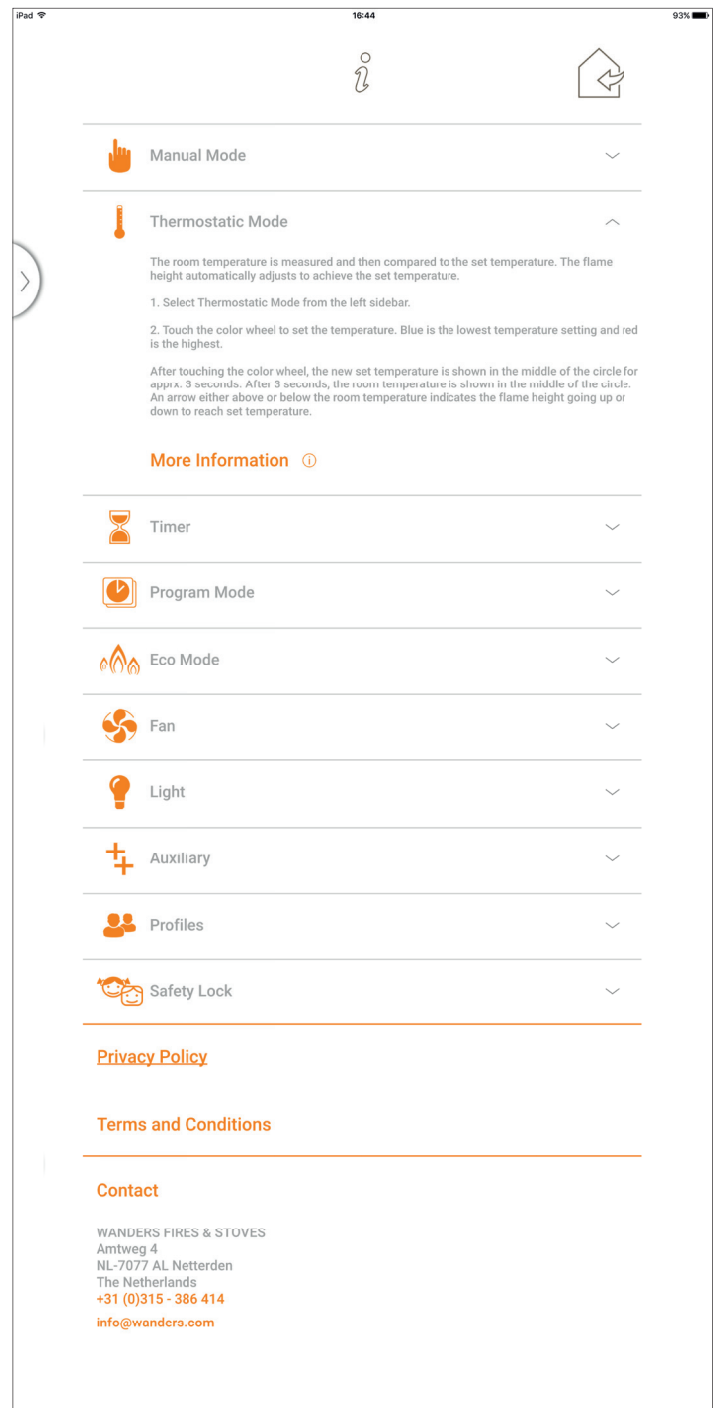 iPad 16:44 93%
Manual Mode
Thermostatic Mode
The room temperature is measured and then compared to the set temperature. The flame
height automatically adjusts to achieve the set temperature.
1. Select Thermostatic Mode from the left sidebar.
2. Touch the color wheel to set the temperature. Blue is the lowest temperature setting and red
is the highest.
After touching the color wheel, the new set temperature is shown in the middle of the circle for
apprx. 3 seconds. After 3 seconds, the room temperature is shown in the middle of the circle.
An arrow either above or below the room temperature indicates the flame height going up or
down to reach set temperature.
More Information
Timer
Program Mode
Eco Mode
Fan
Light
Auxiliary
Profiles
Safety Lock
Privacy Policy
Terms and Conditions
Contact
WANDERS FIRES & STOVES
Amtweg 4
NL-7077 AL Netterden
The Netherlands
+31 (0)315 - 386 414
info@wanders.com